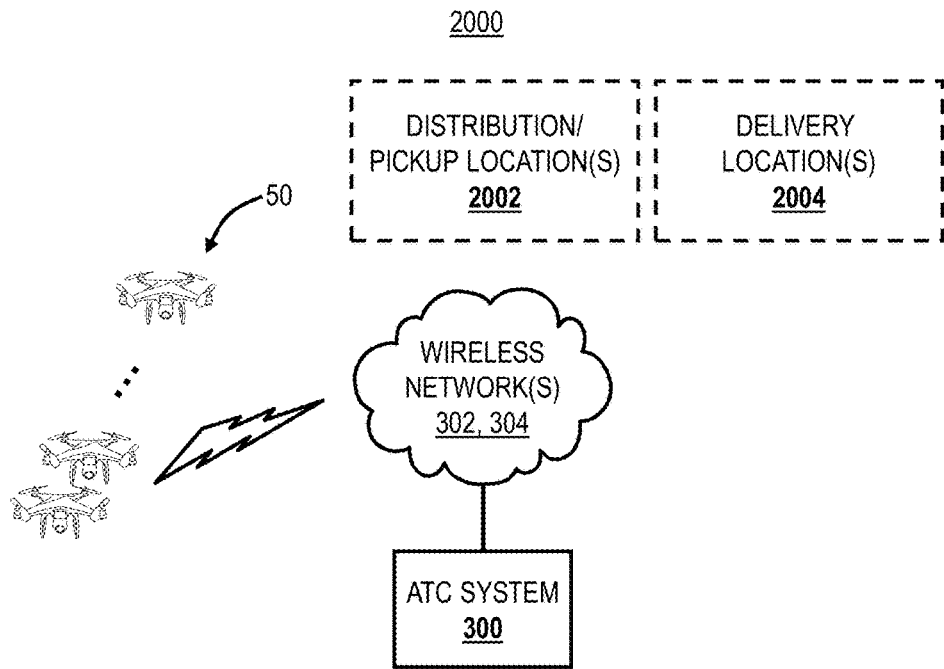 2000
DISTRIBUTION/
PICKUP LOCATION(S)
2002
DELIVERY
LOCATION(S)
2004
50
WIRELESS
NETWORK(S)
302, 304
ATC SYSTEM
300